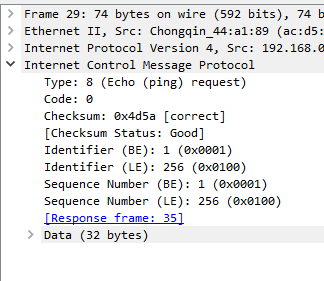 Frame 29: 74 bytes on wire (592 bits), 74 b
Ethernet II, Src: Chongqin_44:a1:89 (ac:d5:
Internet Protocol Version 4, Src: 192.168.0
Internet Control Message Protocol
Type: 8 (Echo (ping) request)
Code: 0
Checksum: 0x4d5a [correct]
[Checksum Status: Good]
Identifier (BE): 1 (0x0001)
Identifier (LE): 256 (0x0100)
Sequence Number (BE): 1 (0x0001)
Sequence Number (LE): 256 (0x0100)
[Response frame: 35]
Data (32 bytes)